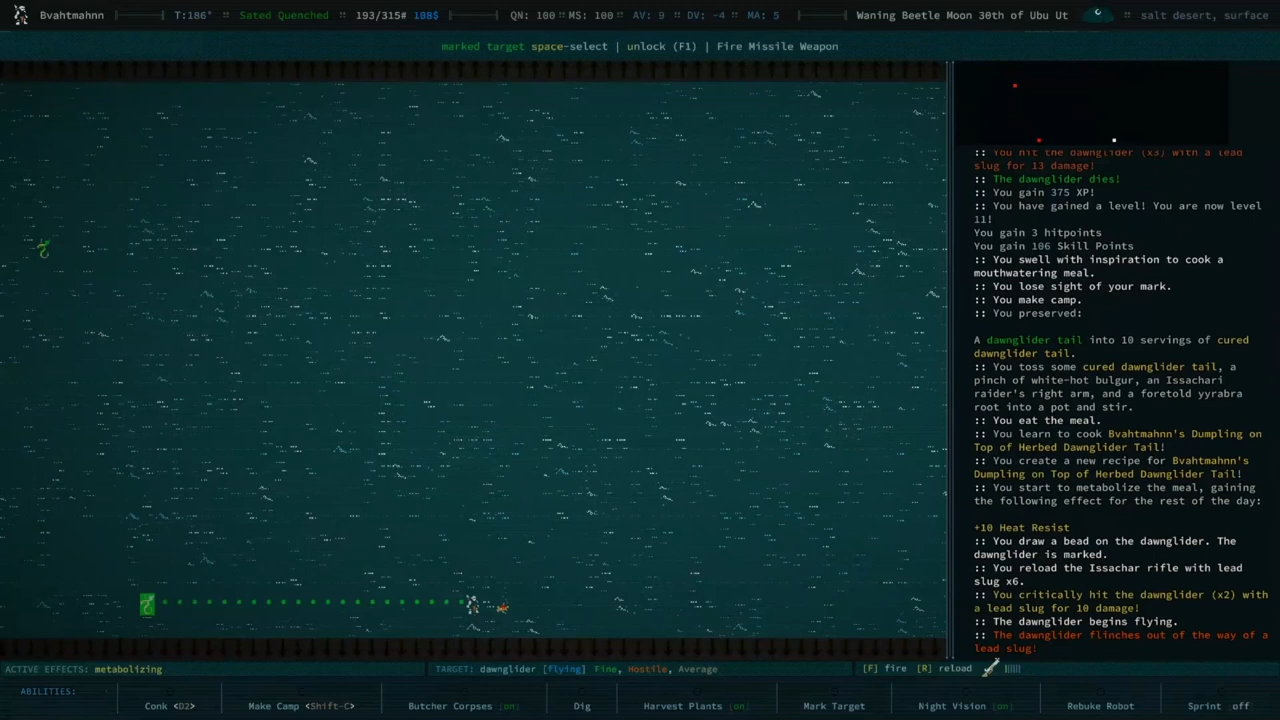 Bvahtmahnn T:186° Sated Quenched :: 193/315# 108$ QN: 100 :: MS: 100 :: AV: 9 :: DV: -4 :: MA: 5 Waning Beetle Moon 30th of Ubu Ut :: salt desert, surface
marked target space-select | unlock (F1) | Fire Missile Weapon
:: You hit the dawnglider (x3) with a lead
slug for 13 damage!
:: The dawnglider dies!
:: You gain 375 XP!
:: You have gained a level! You are now level
11!
You gain 3 hitpoints
You gain 106 Skill Points
:: You swell with inspiration to cook a
mouthwatering meal.
:: You lose sight of your mark.
:: You make camp.
:: You preserved:
A dawnglider tail into 10 servings of cured
dawnglider tail.
:: You toss some cured dawnglider tail, a
pinch of white-hot bulgur, an Issachari
raider's right arm, and a foretold yyrabra
root into a pot and stir.
:: You eat the meal.
:: You learn to cook Bvahtmahnn's Dumpling on
Top of Herbed Dawnglider Tail!
:: You create a new recipe for Bvahtmahnn's
Dumpling on Top of Herbed Dawnglider Tail!
:: You start to metabolize the meal, gaining
the following effect for the rest of the day:
+10 Heat Resist
:: You draw a bead on the dawnglider. The
dawnglider is marked.
:: You reload the Issachar rifle with lead
slug x6.
:: You critically hit the dawnglider (x2) with
a lead slug for 10 damage!
:: The dawnglider begins flying.
:: The dawnglider flinches out of the way of a
lead slug!
ACTIVE EFFECTS: metabolizing TARGET: dawnglider [flying] Fine, Hostile, Average [F] fire [R] reload
ABILITIES: Conk <D2> Make Camp <Shift-C> Butcher Corpses [on] Dig Harvest Plants [on] Mark Target Night Vision [on] Rebuke Robot Sprint [off